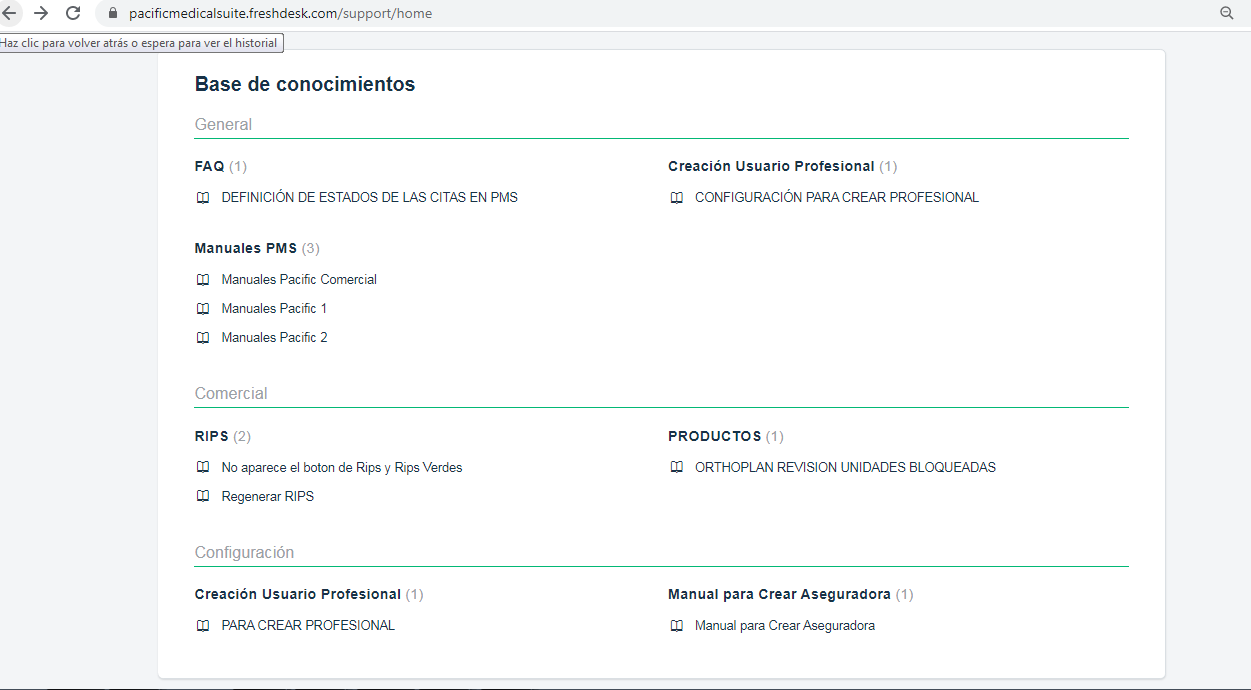 pacificmedicalsuite.freshdesk.com/support/home
Haz clic para volver atrás o espera para ver el historial
Base de conocimientos
General
FAQ (1)
DEFINICIÓN DE ESTADOS DE LAS CITAS EN PMS
Creación Usuario Profesional (1)
CONFIGURACIÓN PARA CREAR PROFESIONAL
Manuales PMS (3)
Manuales Pacific Comercial
Manuales Pacific 1
Manuales Pacific 2
Comercial
RIPS (2)
No aparece el boton de Rips y Rips Verdes
Regenerar RIPS
PRODUCTOS (1)
ORTHOPLAN REVISION UNIDADES BLOQUEADAS
Configuración
Creación Usuario Profesional (1)
PARA CREAR PROFESIONAL
Manual para Crear Aseguradora (1)
Manual para Crear Aseguradora